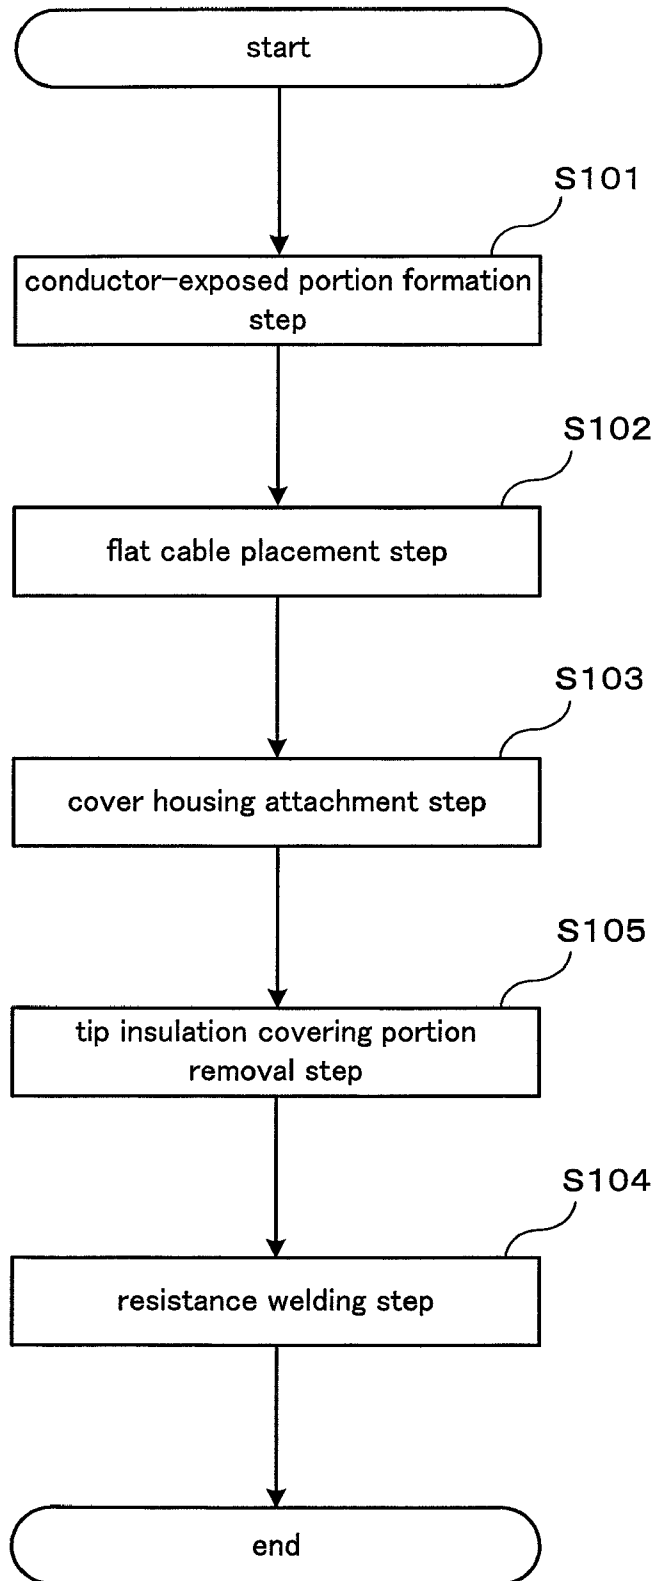 start
S101
conductor-exposed portion formation
step
S102
flat cable placement step
S103
cover housing attachment step
S105
tip insulation covering portion
removal step
S104
resistance welding step
end